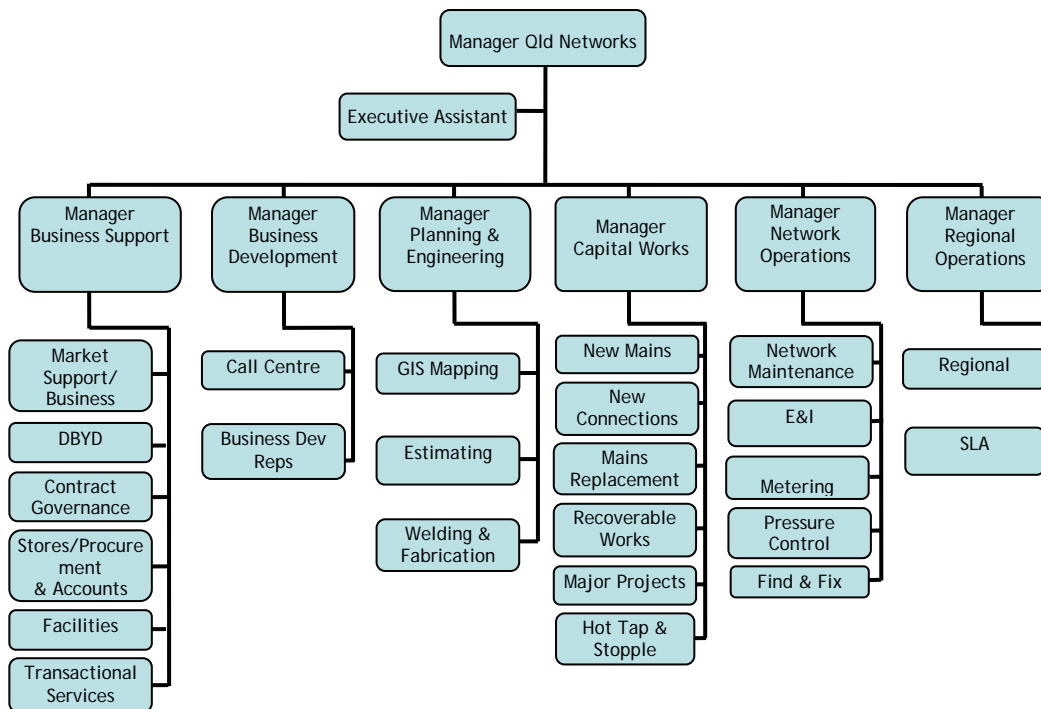 Manager Qld Networks
Executive Assistant
Manager
Business Support
Manager
Business
Development
Manager
Planning &
Engineering
Manager
Capital Works
Manager
Network
Operations
Manager
Regional
Operations
Market
Support/
Business
DBYD
Contract
Governance
Stores/Procure
ment
& Accounts
Facilities
Transactional
Services
Call Centre
Business Dev
Reps
GIS Mapping
Estimating
Welding &
Fabrication
New Mains
New
Connections
Mains
Replacement
Recoverable
Works
Major Projects
Hot Tap &
Stopple
Network
Maintenance
E&I
Metering
Pressure
Control
Find & Fix
Regional
SLA